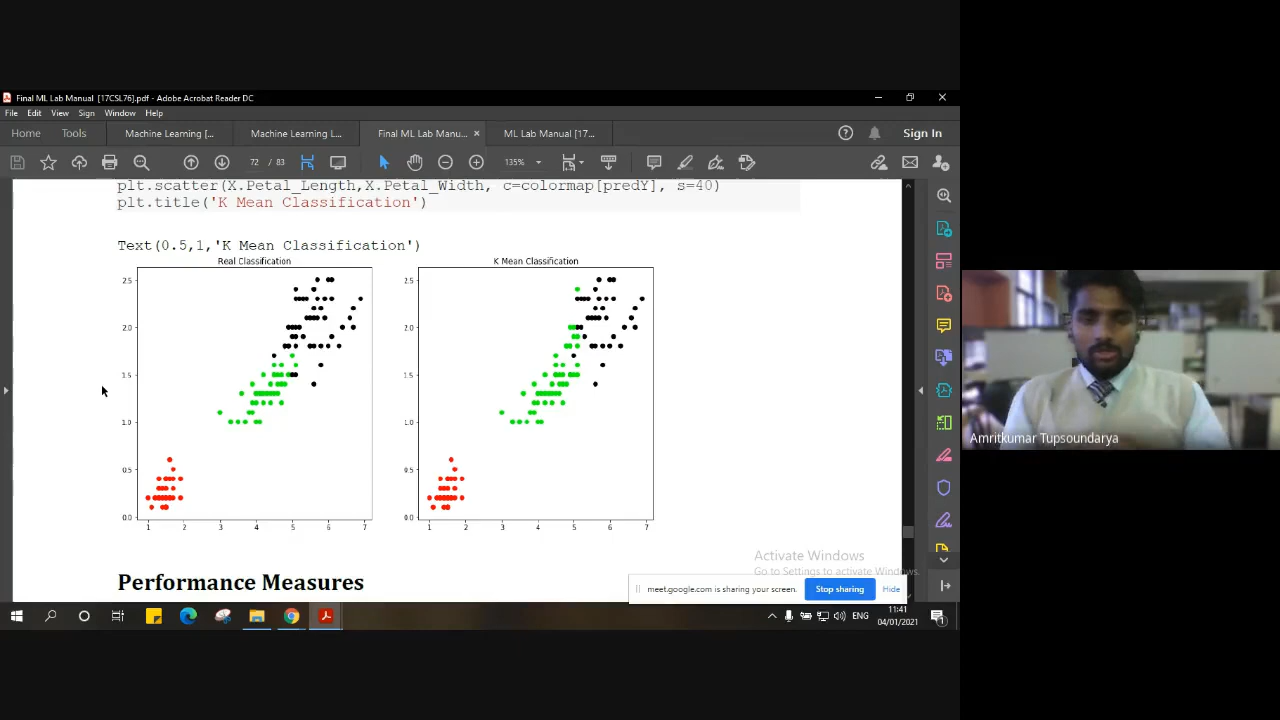 Final ML Lab Manual [17CSL76].pdf - Adobe Acrobat Reader DC
File Edit View Sign Window Help
Home Tools Machine Learning [... Machine Learning L... Final ML Lab Manu... ML Lab Manual [17... Sign In
72 / 83 135%
plt.scatter(X.Petal_Length,X.Petal_Width, c=colormap[predY], s=40)
plt.title('K Mean Classification')
Text(0.5,1,'K Mean Classification')
Real Classification
2.5
2.0
1.5
1.0
0.5
0.0
1 2 3 4 5 6 7
K Mean Classification
2.5
2.0
1.5
1.0
0.5
0.0
1 2 3 4 5 6 7
Performance Measures
Activate Windows
Go to Settings to activate Windows.
meet.google.com is sharing your screen. Stop sharing Hide
ENG
11:41
04/01/2021
1
Amritkumar Tupsoundarya